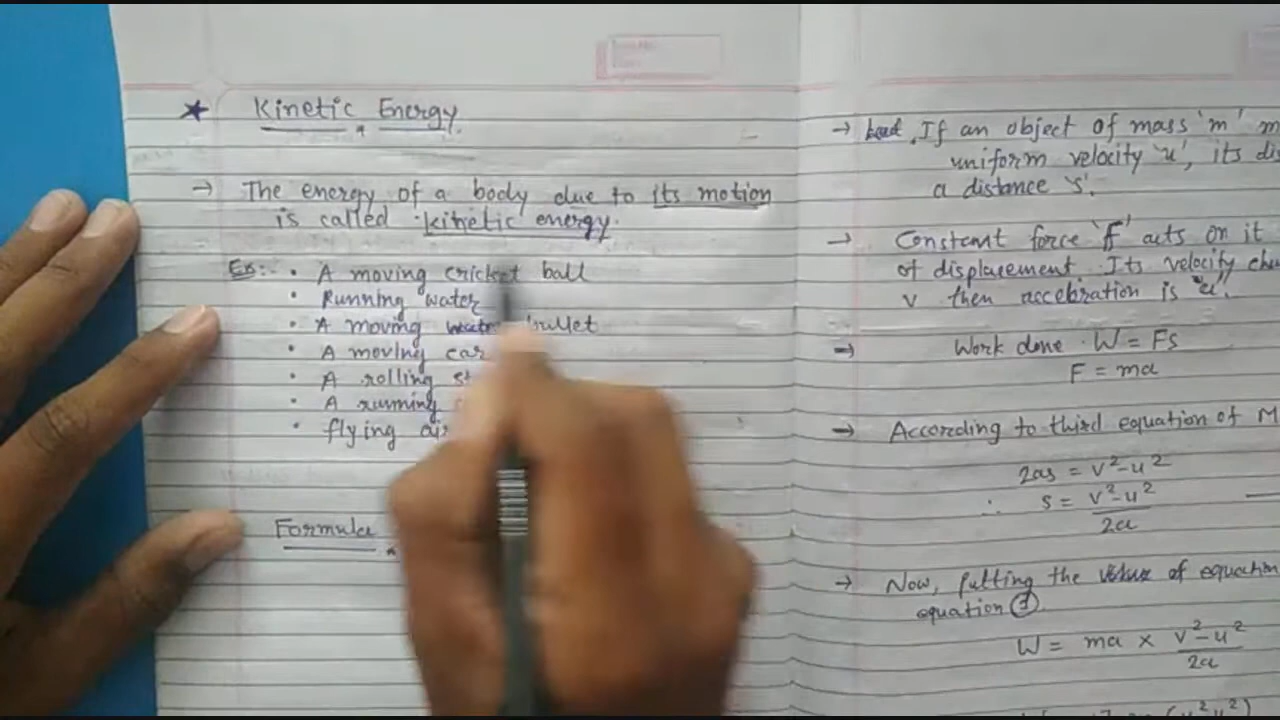 Kinetic Energy
→ The energy of a body due to its motion
is called kinetic energy.
Ex:- • A moving cricket ball
• Running water
• A moving bullet
• A moving car
• A rolling
• A running
• flying
Formula
→ If an object of mass 'm'
uniform velocity 'u', its
a distance 's'.
→ Constant force 'F' acts on it
of displacement. Its velocity
v then accelration is 'a'.
→ Work done W = Fs
F = ma
→ According to third equation of M
2as = v²-u²
∴ s = v²-u² / 2a
→ Now, putting the value of equation
equation
W = ma × v²-u² / 2a